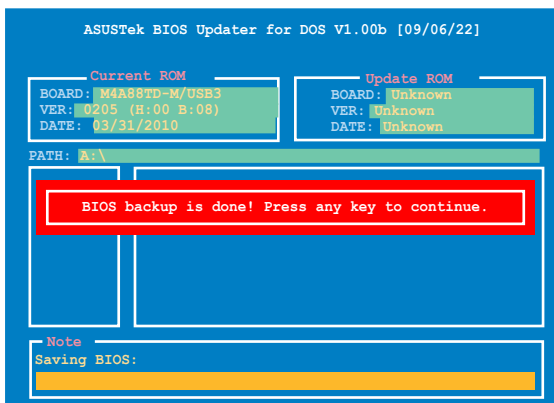 ASUSTek BIOS Updater for DOS V1.00b [09/06/22]
Current ROM
BOARD: M4A88TD-M/USB3
VER: 0205 (H:00 B:08)
DATE: 03/31/2010
Update ROM
BOARD: Unknown
VER: Unknown
DATE: Unknown
PATH: A:\
BIOS backup is done! Press any key to continue.
Note
Saving BIOS: